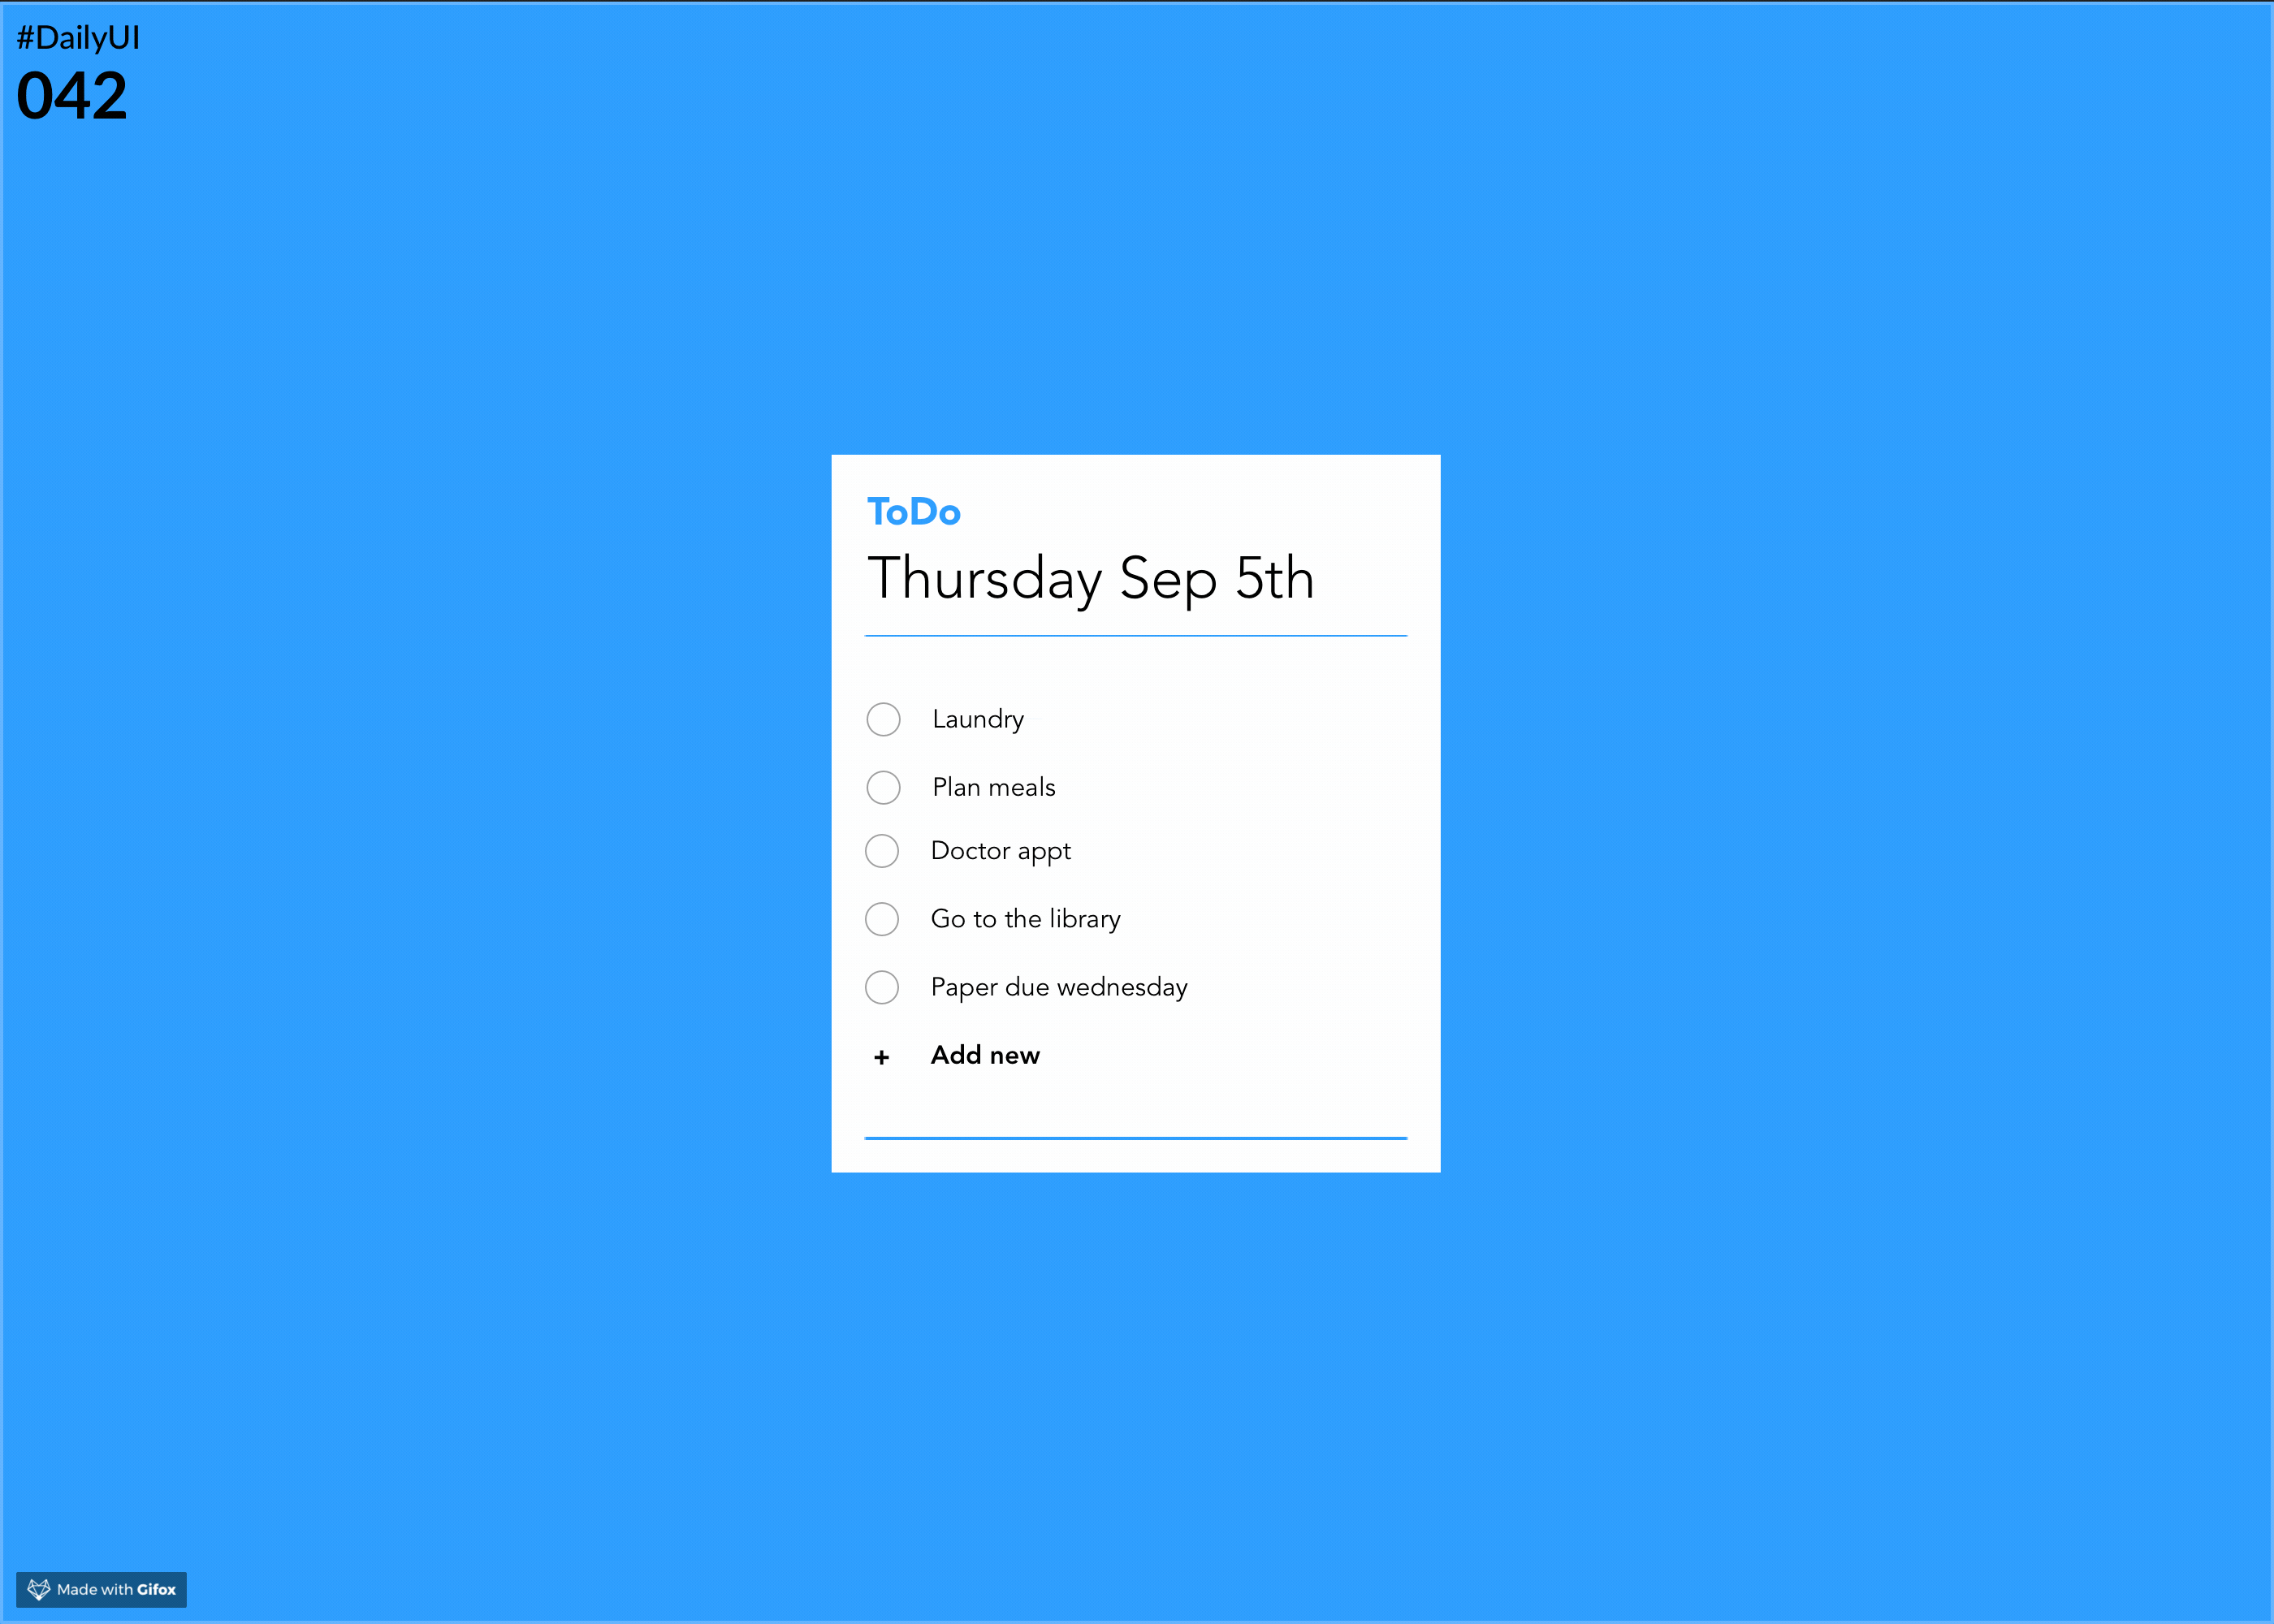 #DailyUI
042
ToDo
Thursday Sep 5th
Laundry
Plan meals
Doctor appt
Go to the library
Paper due wednesday
+ Add new
Made with Gifox